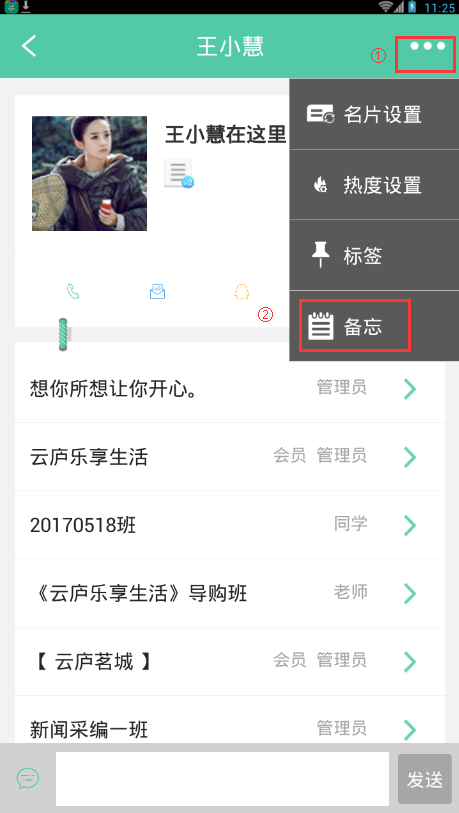 11:25
王小慧
①
王小慧在这里
V2
名片设置
热度设置
标签
②
备忘
想你所想让你开心。 管理员
云庐乐享生活 会员 管理员
20170518班 同学
《云庐乐享生活》导购班 老师
【 云庐茗城 】 会员 管理员
新闻采编一班 管理员
发送